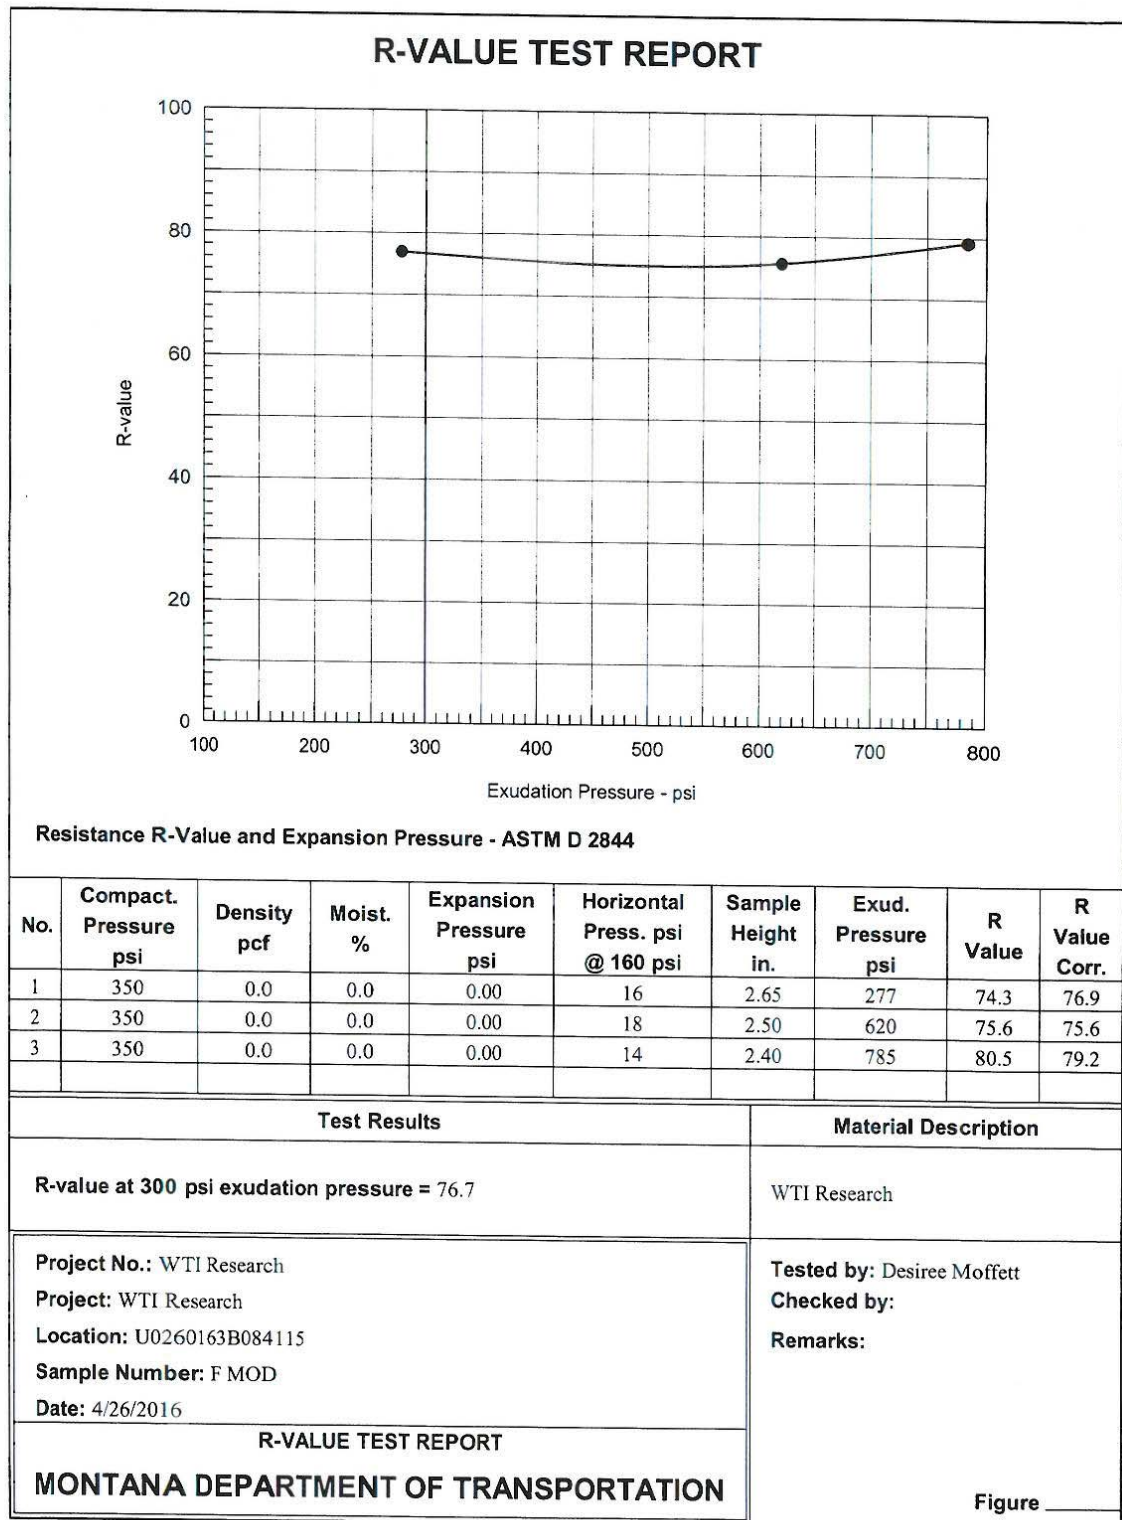 R-VALUE TEST REPORT
100
80
60
40
20
0
R-value
100 200 300 400 500 600 700 800
Exudation Pressure - psi
Resistance R-Value and Expansion Pressure - ASTM D 2844
No. Compact. Pressure psi Density pcf Moist. % Expansion Pressure psi Horizontal Press. psi @ 160 psi Sample Height in. Exud. Pressure psi R Value R Value Corr.
1 350 0.0 0.0 0.00 16 2.65 277 74.3 76.9
2 350 0.0 0.0 0.00 18 2.50 620 75.6 75.6
3 350 0.0 0.0 0.00 14 2.40 785 80.5 79.2
Test Results
Material Description
R-value at 300 psi exudation pressure = 76.7
WTI Research
Project No.: WTI Research
Project: WTI Research
Location: U0260163B084115
Sample Number: F MOD
Date: 4/26/2016
Tested by: Desiree Moffett
Checked by:
Remarks:
R-VALUE TEST REPORT
MONTANA DEPARTMENT OF TRANSPORTATION
Figure